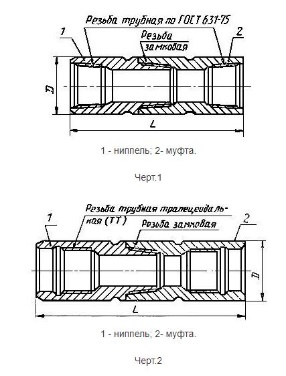 1
Резьба трубная по ГОСТ 631-75
Резьба
замковая
2
D
L
1 - ниппель; 2- муфта.
Черт.1
1
Резьба трубная трапецеидаль-
ная (ТТ)
Резьба замковая
2
D
L
1 - ниппель; 2- муфта.
Черт.2